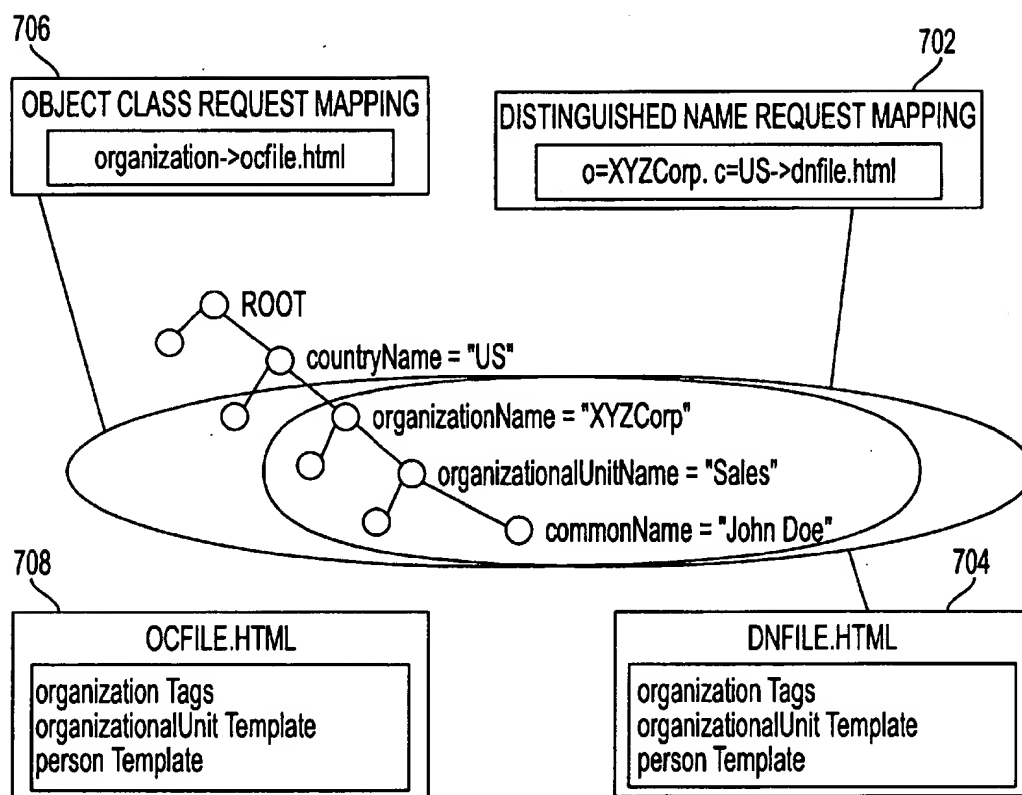 706
702
OBJECT CLASS REQUEST MAPPING
organization->ocfile.html
DISTINGUISHED NAME REQUEST MAPPING
o=XYZCorp. c=US->dnfile.html
ROOT
countryName = "US"
organizationName = "XYZCorp"
organizationalUnitName = "Sales"
commonName = "John Doe"
708
704
OCFILE.HTML
organization Tags
organizationalUnit Template
person Template
DNFILE.HTML
organization Tags
organizationalUnit Template
person Template